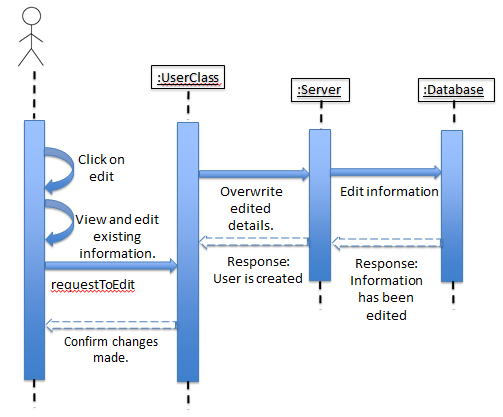 :UserClass
:Server
:Database
Click on
edit
View and edit
existing
information.
requestToEdit
Confirm changes
made.
Overwrite
edited
details.
Response:
User is created
Edit information
Response:
Information
has been
edited